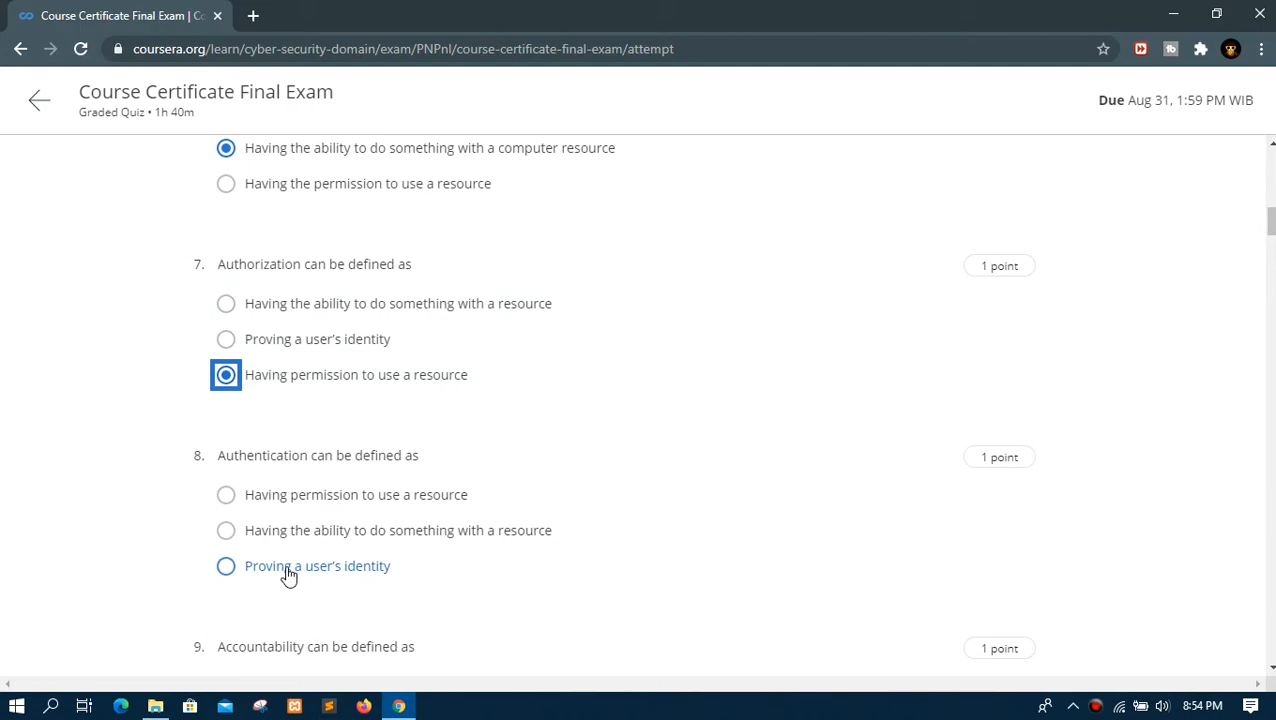 Course Certificate Final Exam | Co
coursera.org/learn/cyber-security-domain/exam/PNPnl/course-certificate-final-exam/attempt
Course Certificate Final Exam
Graded Quiz • 1h 40m
Due Aug 31, 1:59 PM WIB
Having the ability to do something with a computer resource
Having the permission to use a resource
7. Authorization can be defined as
1 point
Having the ability to do something with a resource
Proving a user's identity
Having permission to use a resource
8. Authentication can be defined as
1 point
Having permission to use a resource
Having the ability to do something with a resource
Proving a user's identity
9. Accountability can be defined as
1 point
8:54 PM